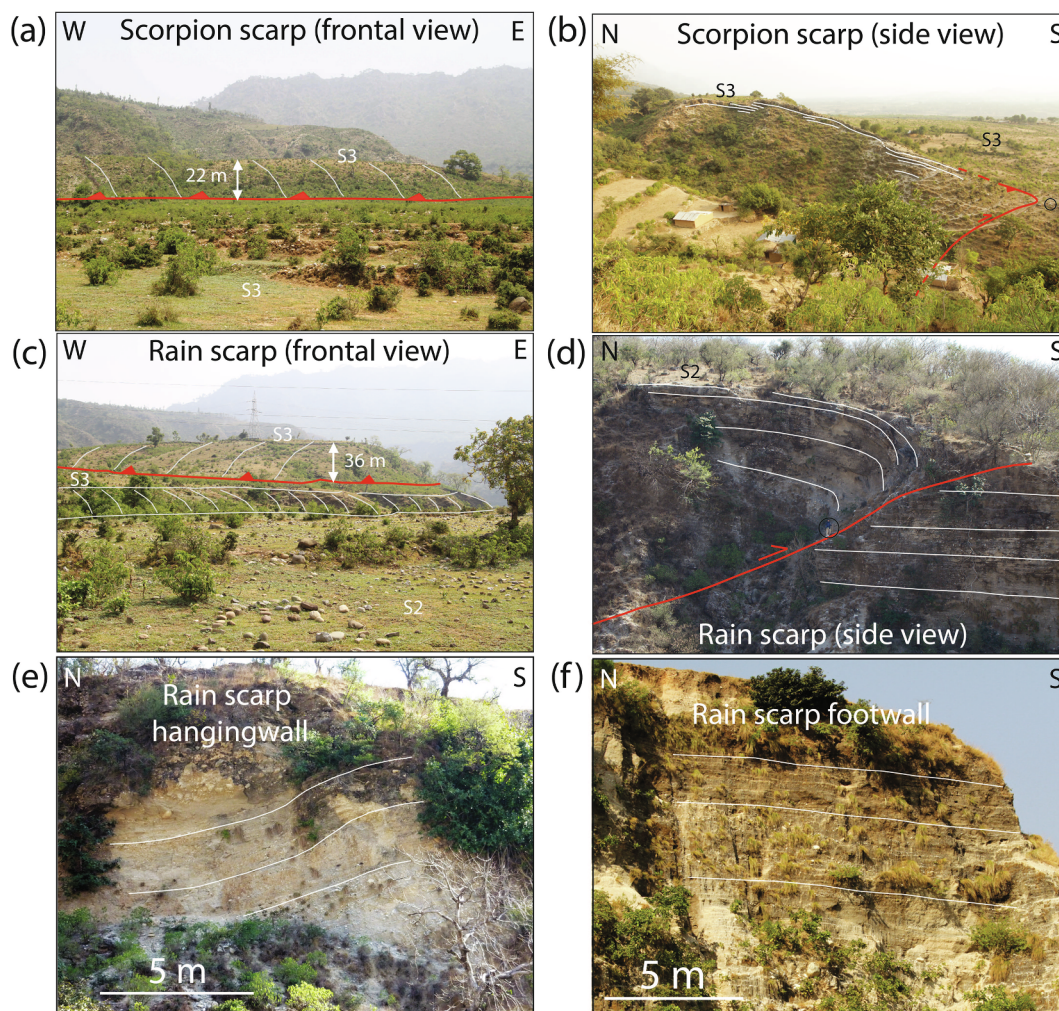 (a) W Scorpion scarp (frontal view) E
S3
22 m
S3
(b) N Scorpion scarp (side view) S
S3
S3
(c) W Rain scarp (frontal view) E
S3
36 m
S3
S2
(d) N S
S2
Rain scarp (side view)
(e) N S
Rain scarp
hangingwall
5 m
(f) N S
Rain scarp footwall
5 m